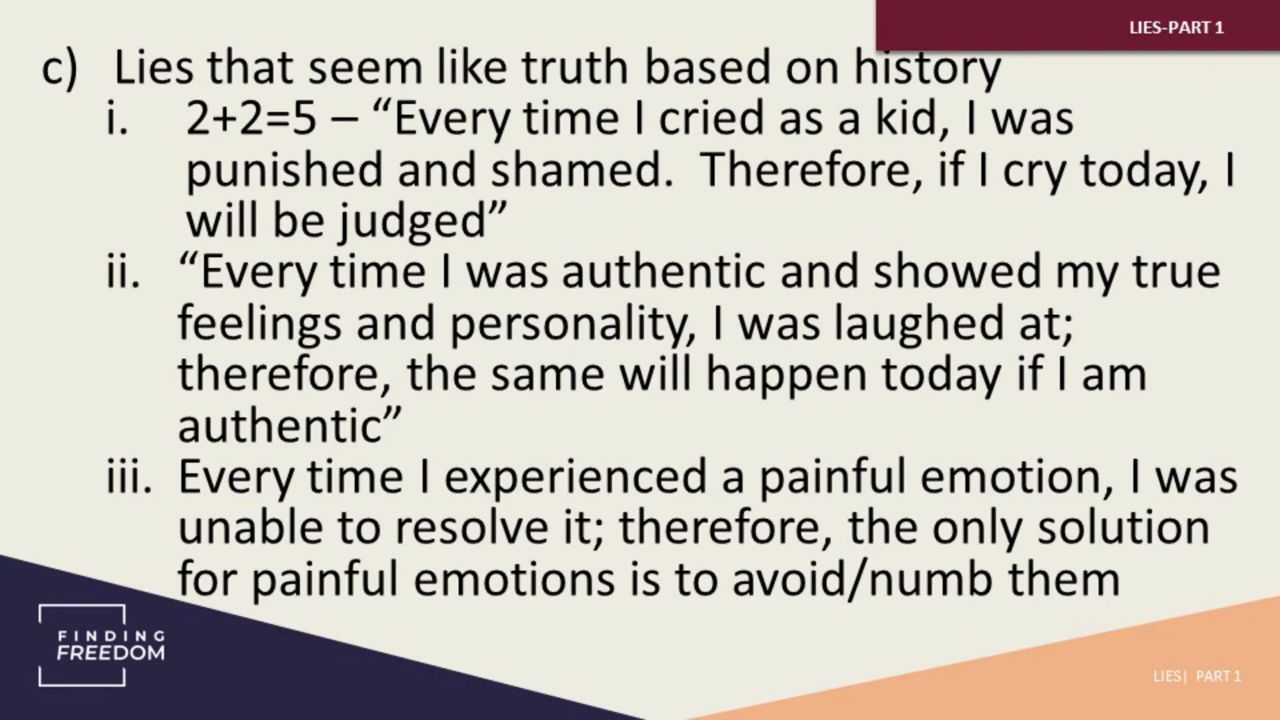 LIES-PART 1
c) Lies that seem like truth based on history
i. 2+2=5 – “Every time I cried as a kid, I was
punished and shamed. Therefore, if I cry today, I
will be judged”
ii. “Every time I was authentic and showed my true
feelings and personality, I was laughed at;
therefore, the same will happen today if I am
authentic”
iii. Every time I experienced a painful emotion, I was
unable to resolve it; therefore, the only solution
for painful emotions is to avoid/numb them
FINDING
FREEDOM
LIES| PART 1